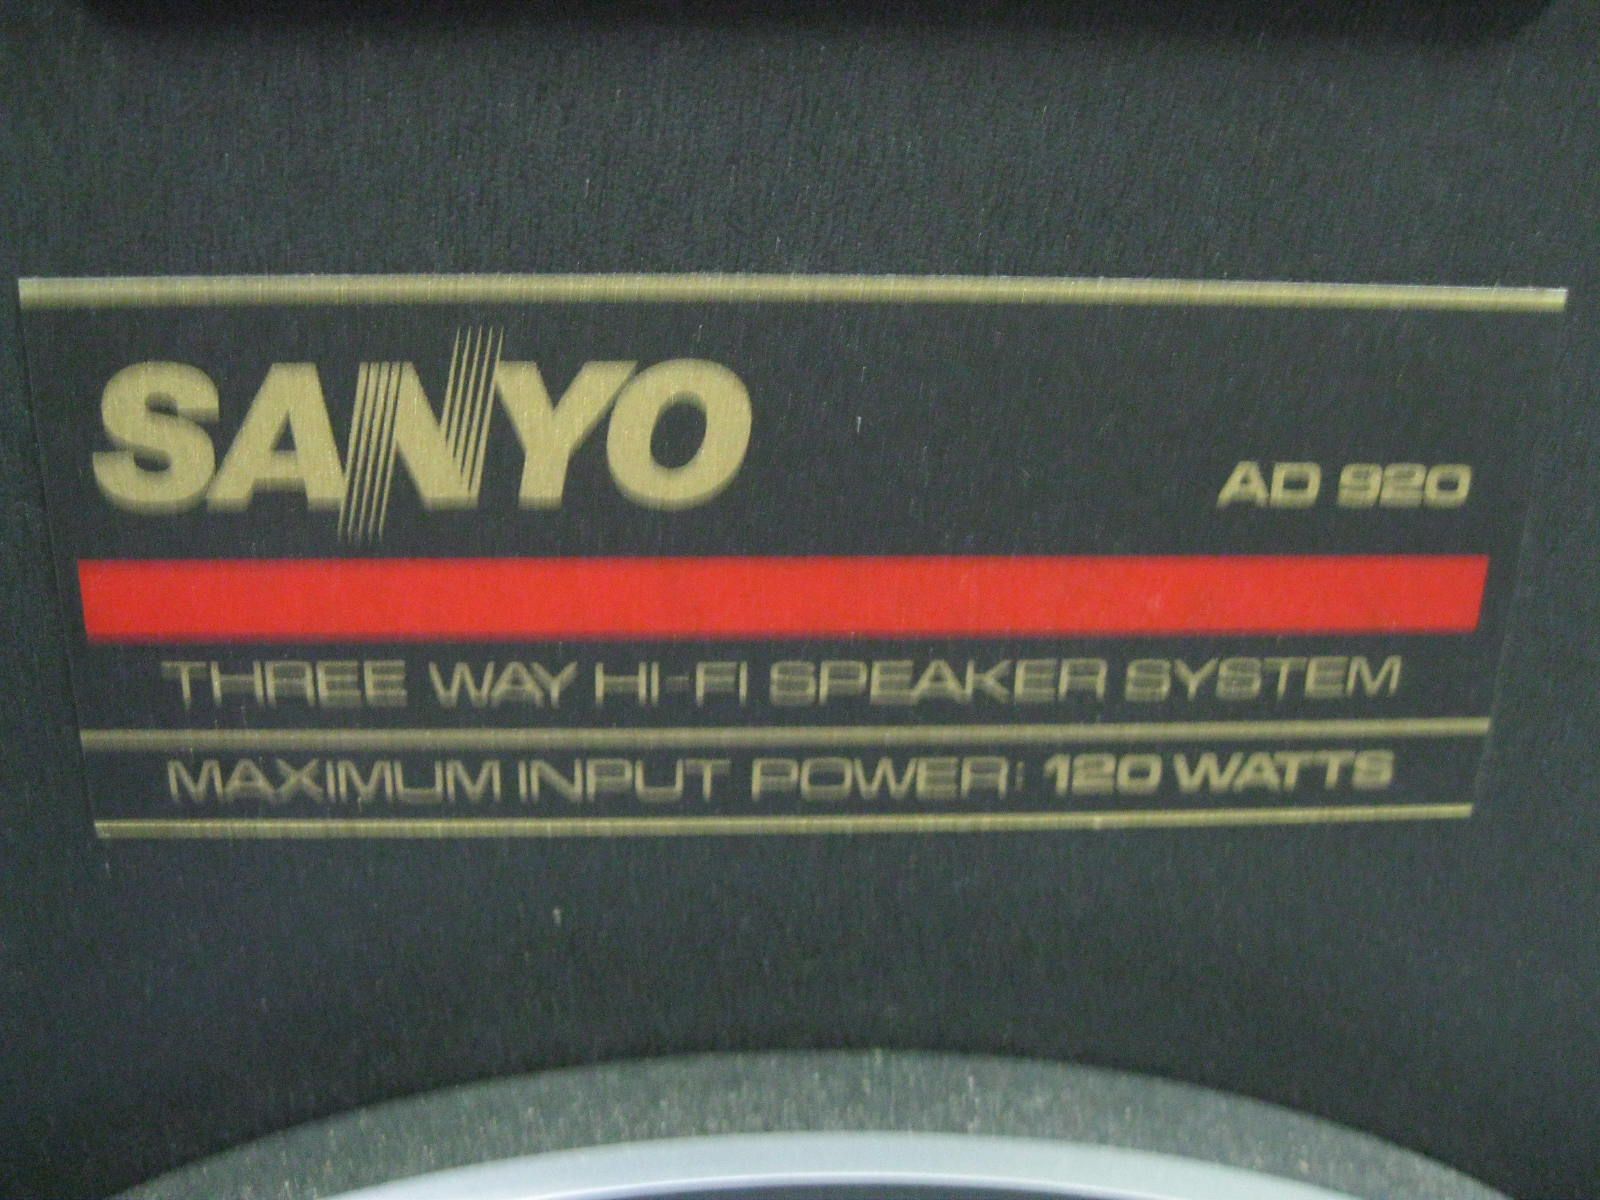 SANYO
AD 920
THREE WAY HI-FI SPEAKER SYSTEM
MAXIMUM INPUT POWER: 120 WATTS